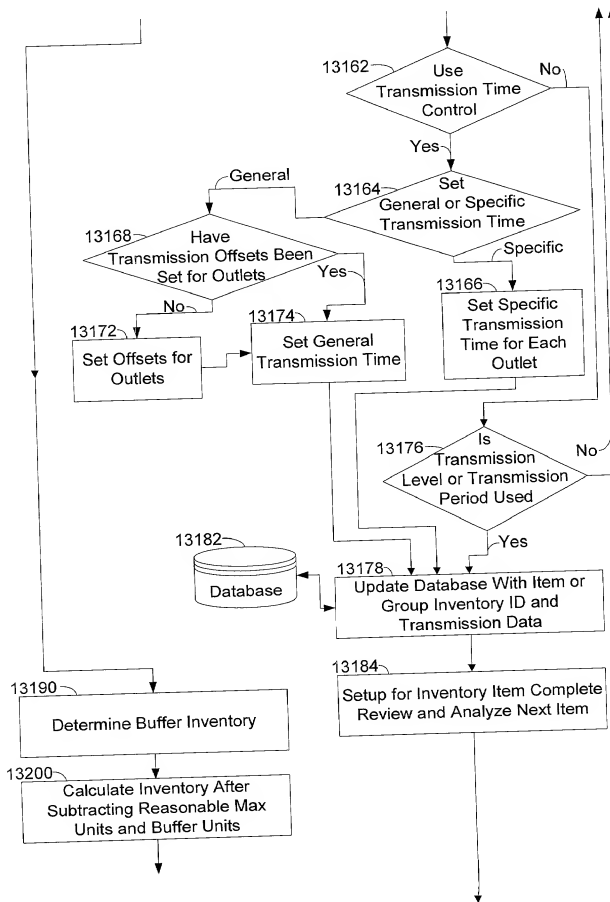 13162
Use
Transmission Time
Control
No
Yes
General
13164
Set
General or Specific
Transmission Time
13168
Have
Transmission Offsets Been
Set for Outlets
Yes
No
Specific
13166
Set Specific
Transmission
Time for Each
Outlet
13172
Set Offsets for
Outlets
13174
Set General
Transmission Time
13176
Is
Transmission
Level or Transmission
Period Used
No
Yes
13182
Database
13178
Update Database With Item or
Group Inventory ID and
Transmission Data
13184
Setup for Inventory Item Complete
Review and Analyze Next Item
13190
Determine Buffer Inventory
13200
Calculate Inventory After
Subtracting Reasonable Max
Units and Buffer Units